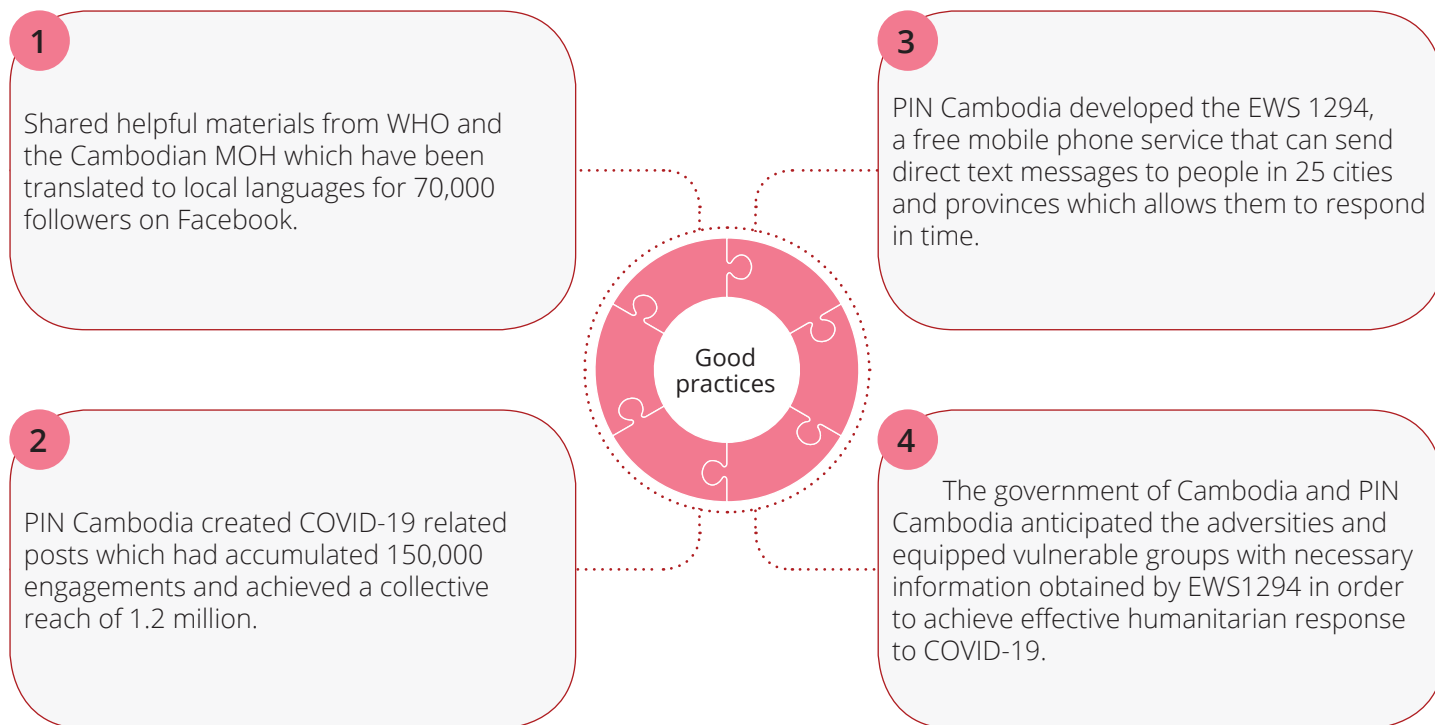 1
Shared helpful materials from WHO and
the Cambodian MOH which have been
translated to local languages for 70,000
followers on Facebook.
2
PIN Cambodia created COVID-19 related
posts which had accumulated 150,000
engagements and achieved a collective
reach of 1.2 million.
Good
practices
3
PIN Cambodia developed the EWS 1294,
a free mobile phone service that can send
direct text messages to people in 25 cities
and provinces which allows them to respond
in time.
4
The government of Cambodia and PIN
Cambodia anticipated the adversities and
equipped vulnerable groups with necessary
information obtained by EWS1294 in order
to achieve effective humanitarian response
to COVID-19.